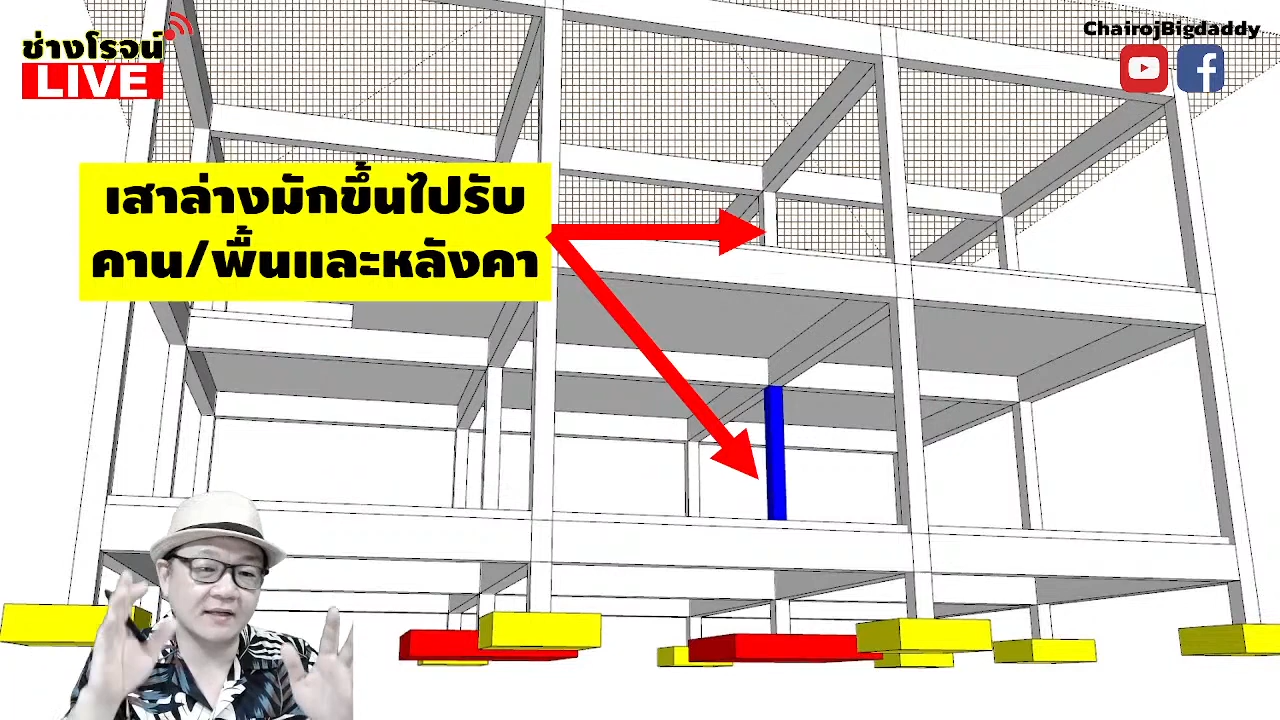 ช่างโรจน์
LIVE
ChairojBigdaddy
เสาล่างมักขึ้นไปรับ
คาน/พื้นและหลังคา